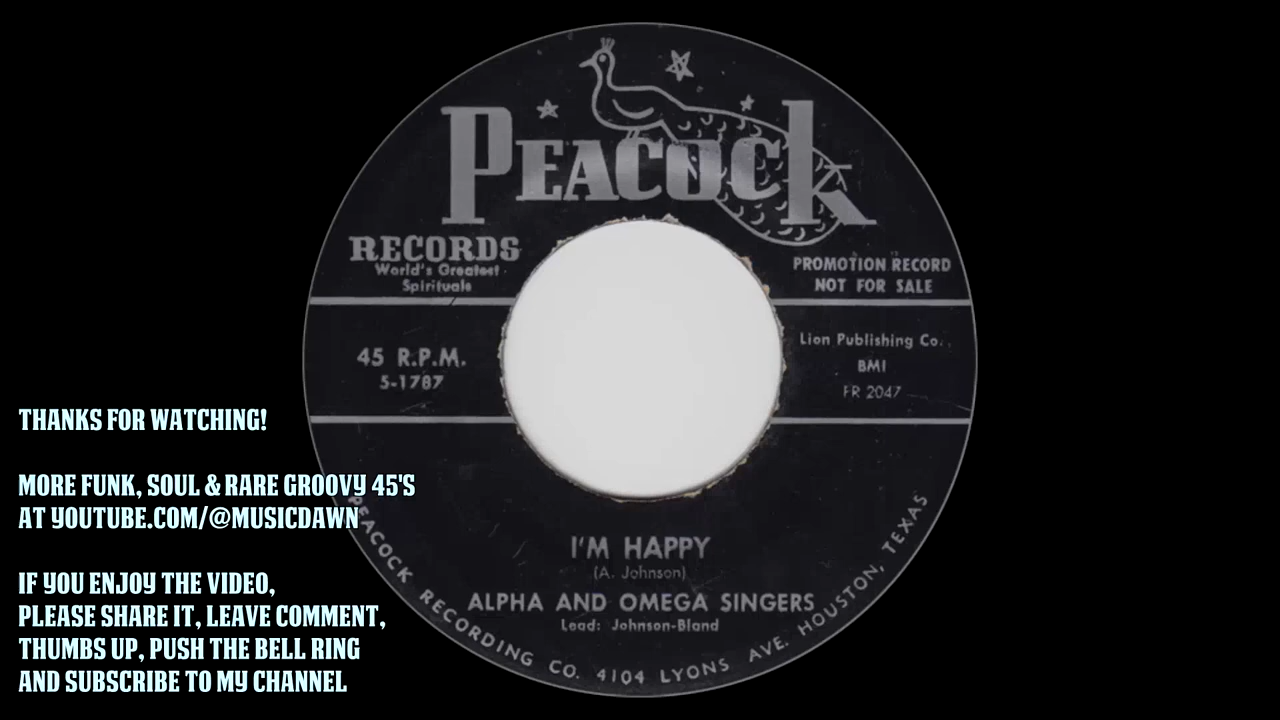 PEACOCK
RECORDS
World's Greatest
Spirituals
PROMOTION RECORD
NOT FOR SALE
45 R.P.M.
5-1787
Lion Publishing Co.
BMI
FR 2047
I'M HAPPY
(A. Johnson)
ALPHA AND OMEGA SINGERS
Lead: Johnson-Bland
PEACOCK RECORDING CO. 4104 LYONS AVE. HOUSTON, TEXAS
THANKS FOR WATCHING!
MORE FUNK, SOUL & RARE GROOVY 45'S
AT YOUTUBE.COM/@MUSICDAWN
IF YOU ENJOY THE VIDEO,
PLEASE SHARE IT, LEAVE COMMENT,
THUMBS UP, PUSH THE BELL RING
AND SUBSCRIBE TO MY CHANNEL